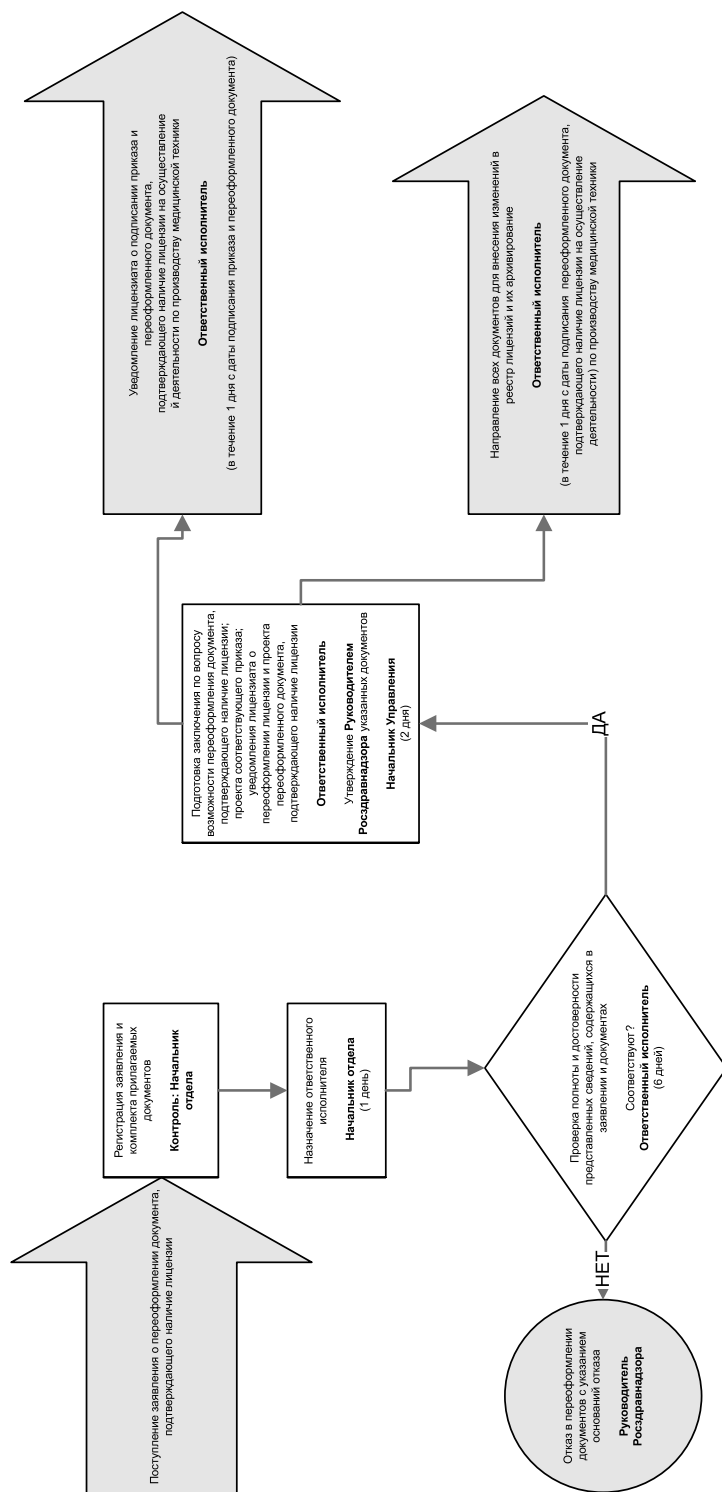 Поступление заявления о переоформлении документа,
подтверждающего наличие лицензии
Регистрация заявления и
комплекта прилагаемых
документов
Контроль: Начальник
отдела
Назначение ответственного
исполнителя
Начальник отдела
(1 день)
Проверка полноты и достоверности
представленных сведений, содержащихся в
заявлении и документах
Соответствуют?
Ответственный исполнитель
(6 дней)
НЕТ
Отказ в переоформлении
документов с указанием
оснований отказа
Руководитель
Росздравнадзора
ДА
Подготовка заключения по вопросу
возможности переоформления документа,
подтверждающего наличие лицензии;
проекта соответствующего приказа;
уведомления лицензиата о
переоформлении лицензии и проекта
переоформленного документа,
подтверждающего наличие лицензии
Ответственный исполнитель
Утверждение Руководителем
Росздравнадзора указанных документов
Начальник Управления
(2 дня)
Уведомление лицензиата о подписании приказа и
переоформленного документа,
подтверждающего наличие лицензии на осуществление
й деятельности по производству медицинской техники
Ответственный исполнитель
(в течение 1 дня с даты подписания приказа и переоформленного документа)
Направление всех документов для внесения изменений в
реестр лицензий и их архивирование
Ответственный исполнитель
(в течение 1 дня с даты подписания переоформленного документа,
подтверждающего наличие лицензии на осуществление
деятельности) по производству медицинской техники